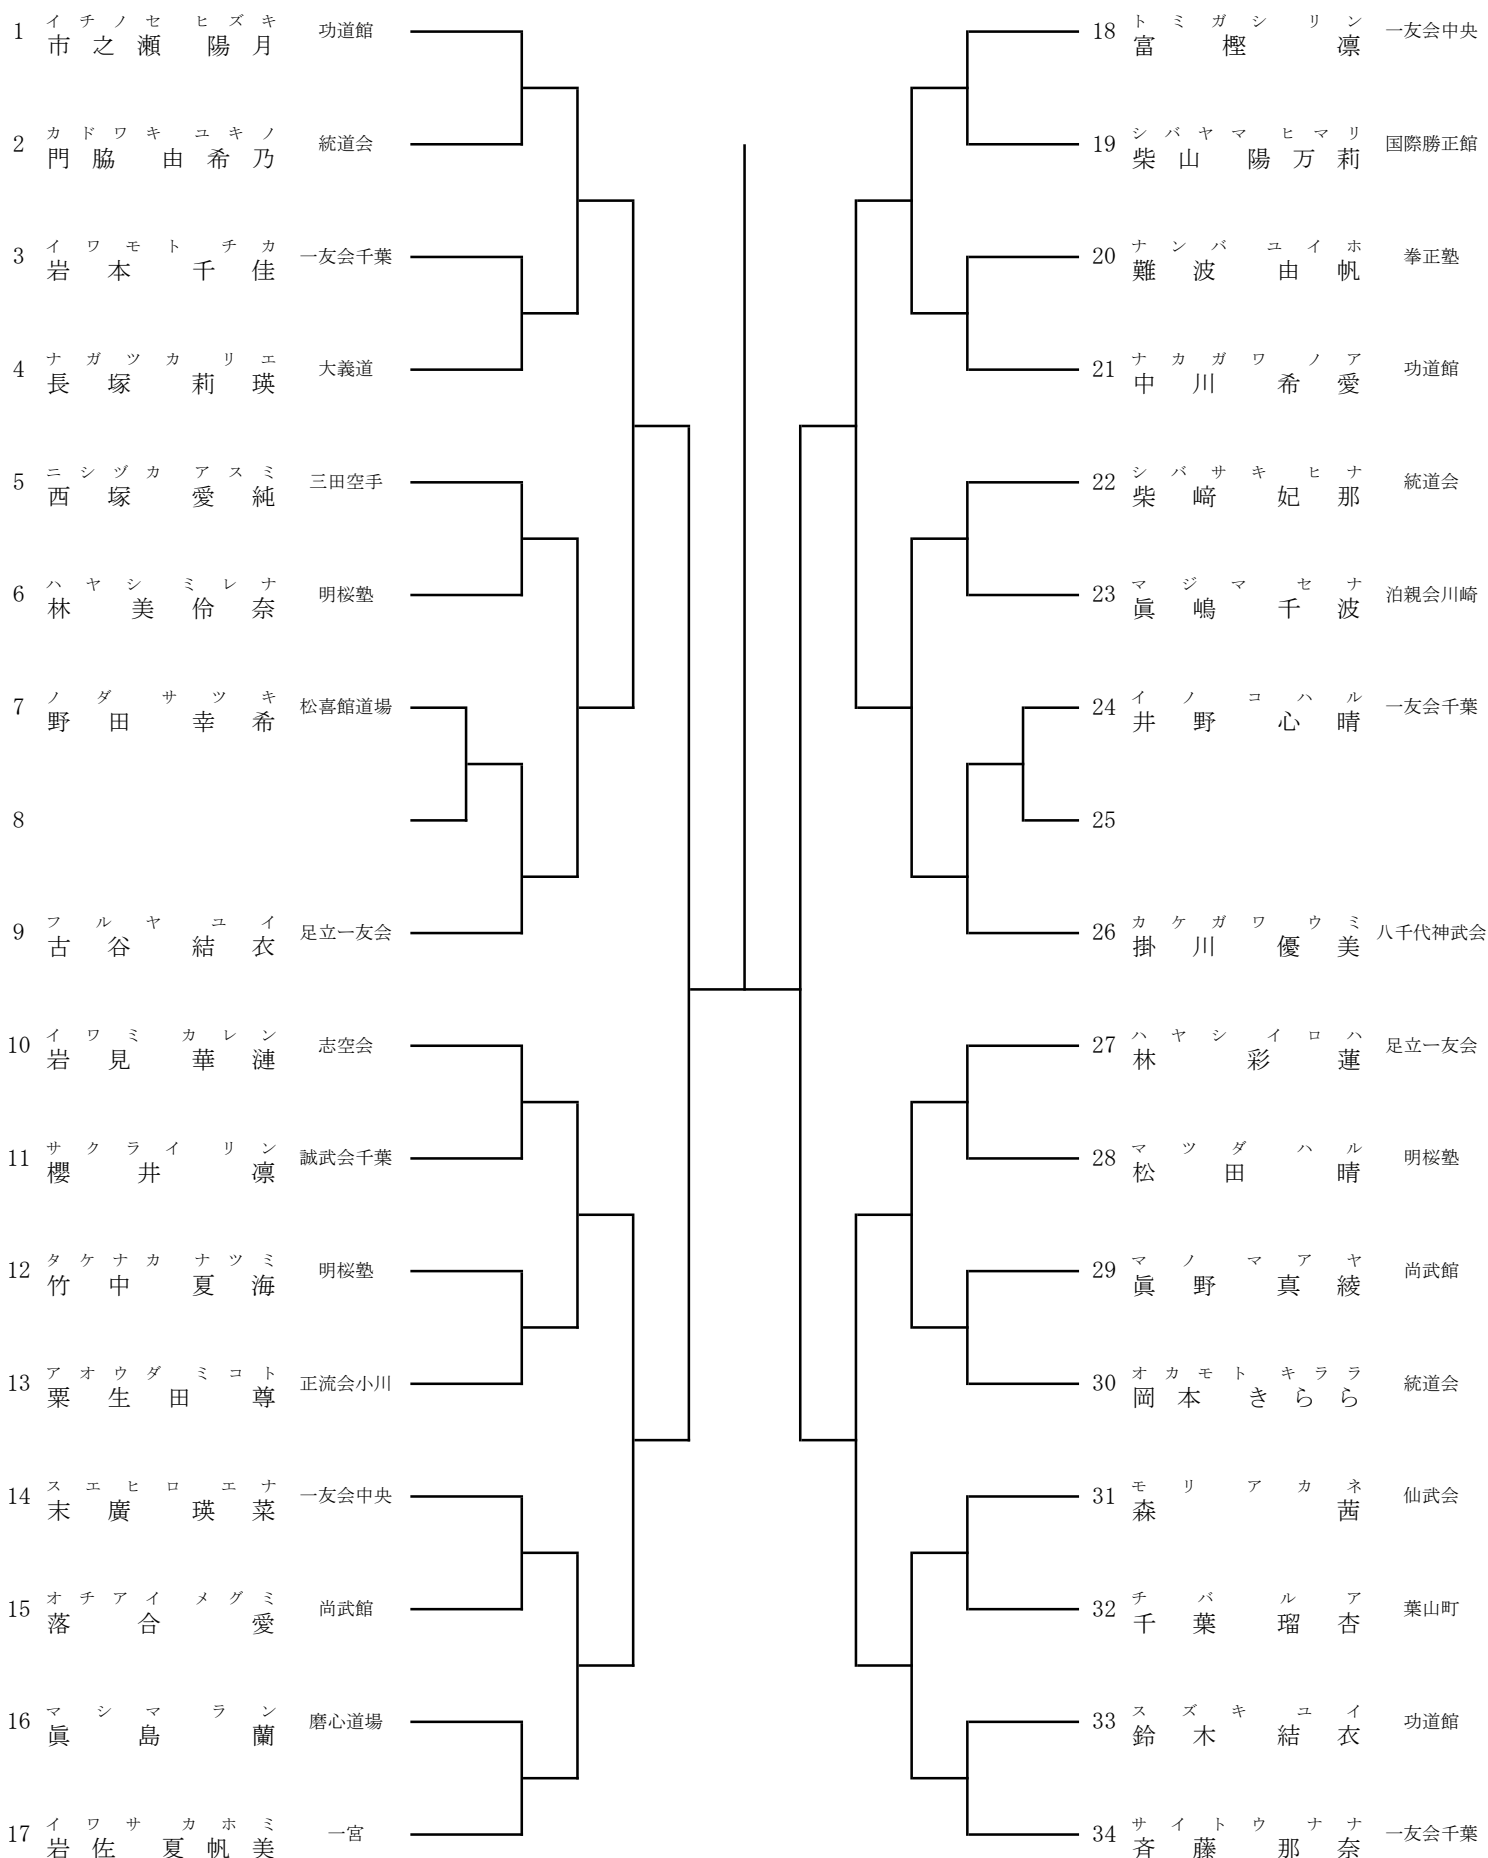 イチノセ ヒズキ
1 市之瀬 陽月 功道館
カドワキ ユキノ
2 門脇 由希乃 統道会
イワモト チカ
3 岩本 千佳 一友会千葉
ナガツカ リエ
4 長塚 莉瑛 大義道
ニシヅカ アスミ
5 西塚 愛純 三田空手
ハヤシ ミレナ
6 林 美伶奈 明桜塾
ノダ サツキ
7 野田 幸希 松喜館道場
8
フルヤ ユイ
9 古谷 結衣 足立一友会
イワミ カレン
10 岩見 華漣 志空会
サクライ リン
11 櫻井 凛 誠武会千葉
タケナカ ナツミ
12 竹中 夏海 明桜塾
アオウダ ミコト
13 粟生田 尊 正流会小川
スエヒロ エナ
14 末廣 瑛菜 一友会中央
オチアイ メグミ
15 落合 愛 尚武館
マシマ ラン
16 眞島 蘭 磨心道場
イワサ カホミ
17 岩佐 夏帆美 一宮
トミガシ リン
18 富樫 凛 一友会中央
シバヤマ ヒマリ
19 柴山 陽万莉 国際勝正館
ナンバ ユイホ
20 難波 由帆 拳正塾
ナカガワ ノア
21 中川 希愛 功道館
シバサキ ヒナ
22 柴﨑 妃那 統道会
マジマ セナ
23 眞嶋 千波 泊親会川崎
イノ コハル
24 井野 心晴 一友会千葉
25
カケガワ ウミ
26 掛川 優美 八千代神武会
ハヤシ イロハ
27 林 彩蓮 足立一友会
マツダ ハル
28 松田 晴 明桜塾
マノ マアヤ
29 眞野 真綾 尚武館
オカモト キララ
30 岡本 きらら 統道会
モリ アカネ
31 森 茜 仙武会
チバ ルア
32 千葉 瑠杏 葉山町
スズキ ユイ
33 鈴木 結衣 功道館
サイトウ ナナ
34 斉藤 那奈 一友会千葉